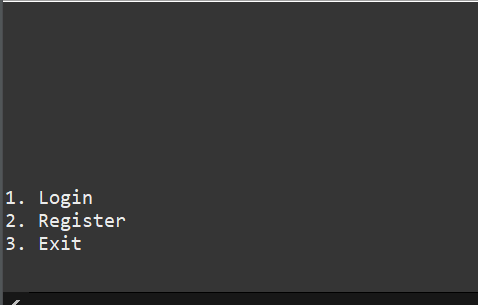 1. Login
2. Register
3. Exit